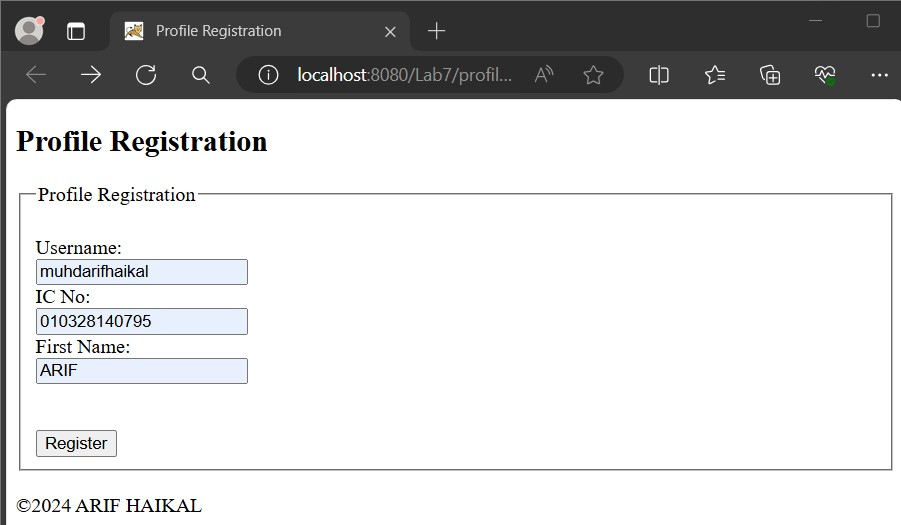 Profile Registration
localhost:8080/Lab7/profil...
Profile Registration
Profile Registration
Username:
muhdarifhaikal
IC No:
010328140795
First Name:
ARIF
Register
©2024 ARIF HAIKAL